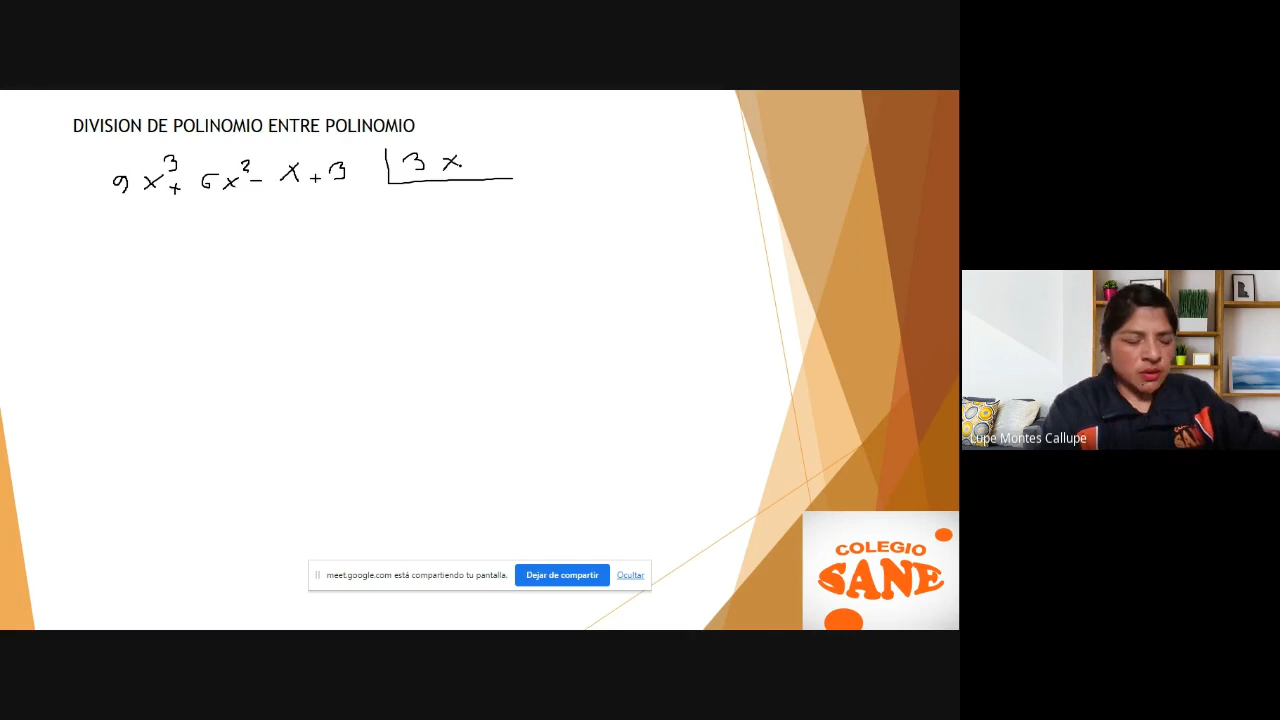 DIVISION DE POLINOMIO ENTRE POLINOMIO
9x³ + 6x² - x + 3 | 3x
Lupe Montes Callupe
COLEGIO
SANE
meet.google.com está compartiendo tu pantalla. Dejar de compartir Ocultar